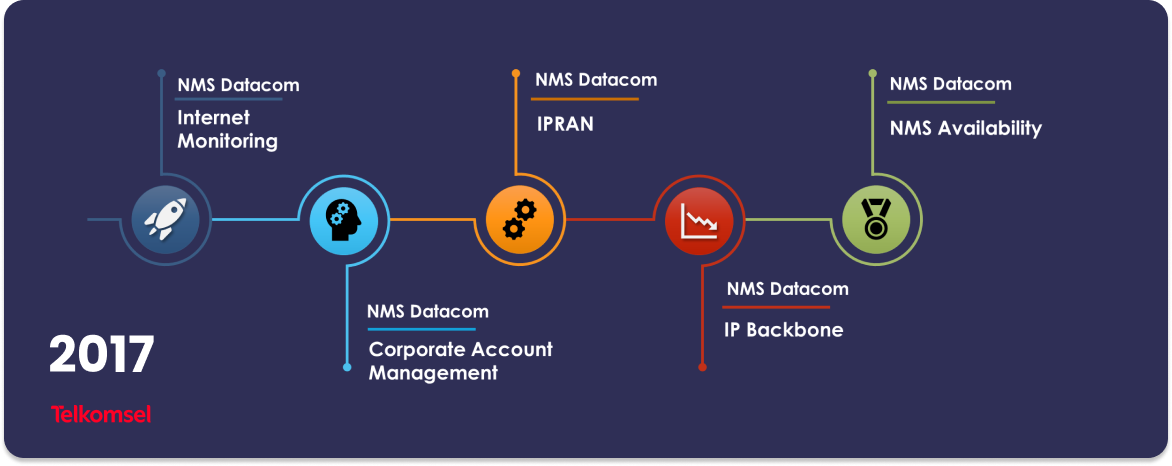 NMS Datacom
Internet
Monitoring
NMS Datacom
Corporate Account
Management
NMS Datacom
IPRAN
NMS Datacom
IP Backbone
NMS Datacom
NMS Availability
2017
Telkomsel